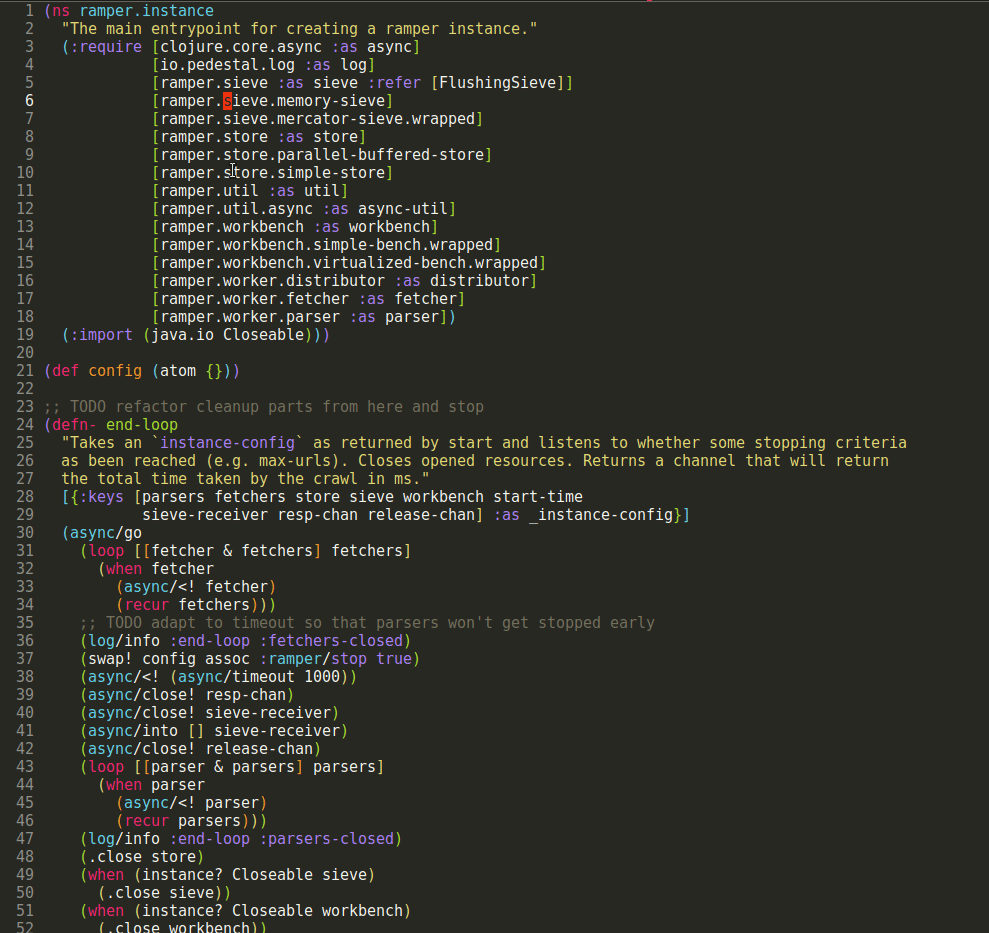 1 (ns ramper.instance
2   "The main entrypoint for creating a ramper instance."
3   (:require [clojure.core.async :as async]
4             [io.pedestal.log :as log]
5             [ramper.sieve :as sieve :refer [FlushingSieve]]
6             [ramper.sieve.memory-sieve]
7             [ramper.sieve.mercator-sieve.wrapped]
8             [ramper.store :as store]
9             [ramper.store.parallel-buffered-store]
10             [ramper.store.simple-store]
11             [ramper.util :as util]
12             [ramper.util.async :as async-util]
13             [ramper.workbench :as workbench]
14             [ramper.workbench.simple-bench.wrapped]
15             [ramper.workbench.virtualized-bench.wrapped]
16             [ramper.worker.distributor :as distributor]
17             [ramper.worker.fetcher :as fetcher]
18             [ramper.worker.parser :as parser])
19   (:import (java.io Closeable)))
20
21 (def config (atom {}))
22
23 ;; TODO refactor cleanup parts from here and stop
24 (defn- end-loop
25   "Takes an `instance-config` as returned by start and listens to whether some stopping criteria
26   as been reached (e.g. max-urls). Closes opened resources. Returns a channel that will return
27   the total time taken by the crawl in ms."
28   [{:keys [parsers fetchers store sieve workbench start-time
29            sieve-receiver resp-chan release-chan] :as _instance-config}]
30   (async/go
31     (loop [[fetcher & fetchers] fetchers]
32       (when fetcher
33         (async/<! fetcher)
34         (recur fetchers)))
35     ;; TODO adapt to timeout so that parsers won't get stopped early
36     (log/info :end-loop :fetchers-closed)
37     (swap! config assoc :ramper/stop true)
38     (async/<! (async/timeout 1000))
39     (async/close! resp-chan)
40     (async/close! sieve-receiver)
41     (async/into [] sieve-receiver)
42     (async/close! release-chan)
43     (loop [[parser & parsers] parsers]
44       (when parser
45         (async/<! parser)
46         (recur parsers)))
47     (log/info :end-loop :parsers-closed)
48     (.close store)
49     (when (instance? Closeable sieve)
50       (.close sieve))
51     (when (instance? Closeable workbench)
52       (.close workbench))